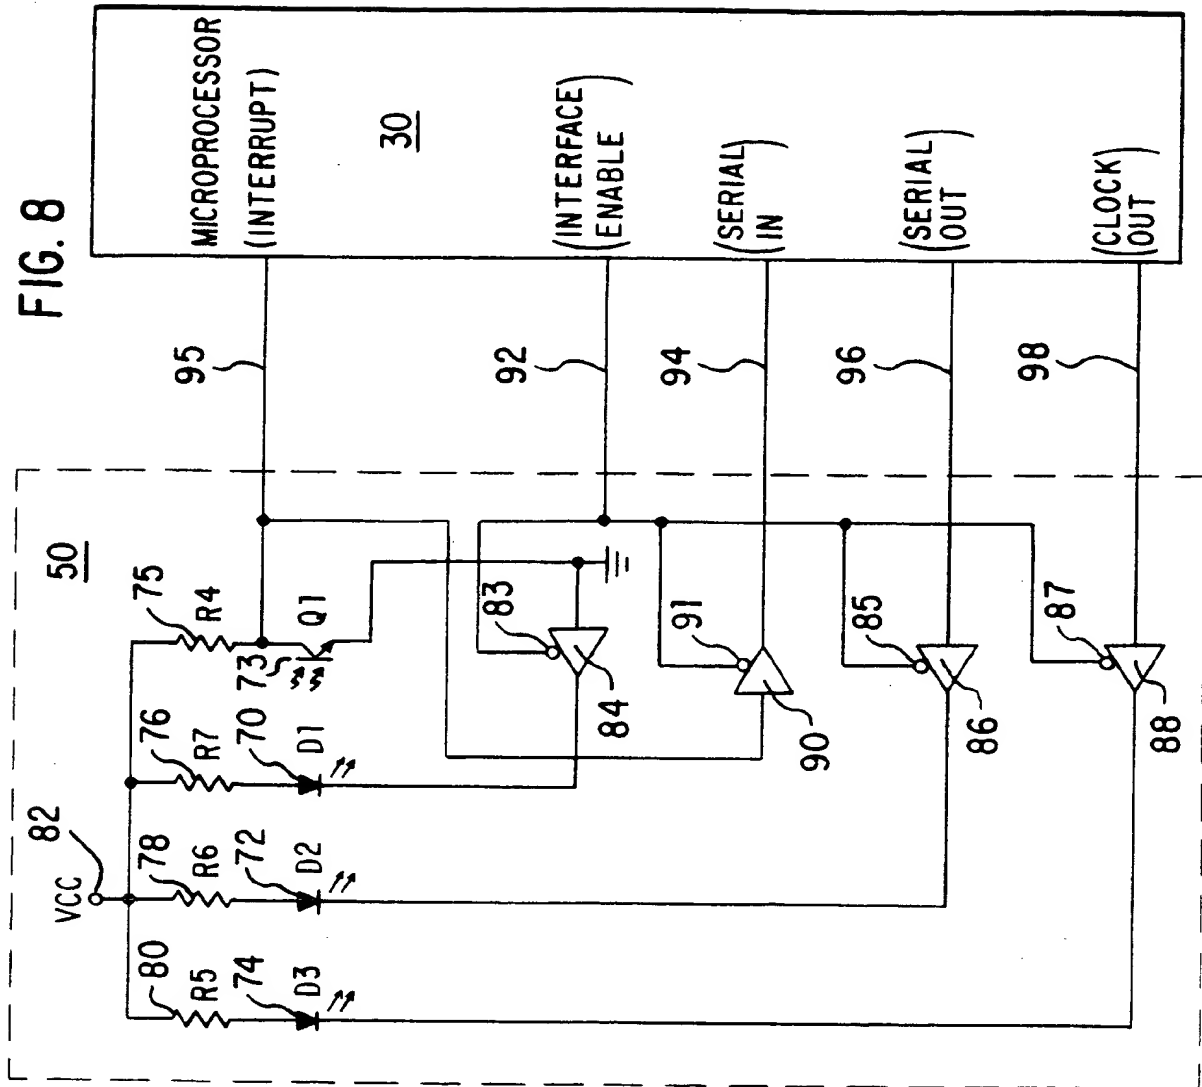 FIG. 8
MICROPROCESSOR
(INTERRUPT)
30
(INTERFACE)
(ENABLE)
(SERIAL)
(IN)
(SERIAL)
(OUT)
(CLOCK)
(OUT)
95
92
94
96
98
50
VCC
82
80
R5
74
D3
78
R6
72
D2
76
R7
70
D1
75
R4
73
Q1
83
84
91
90
85
86
87
88